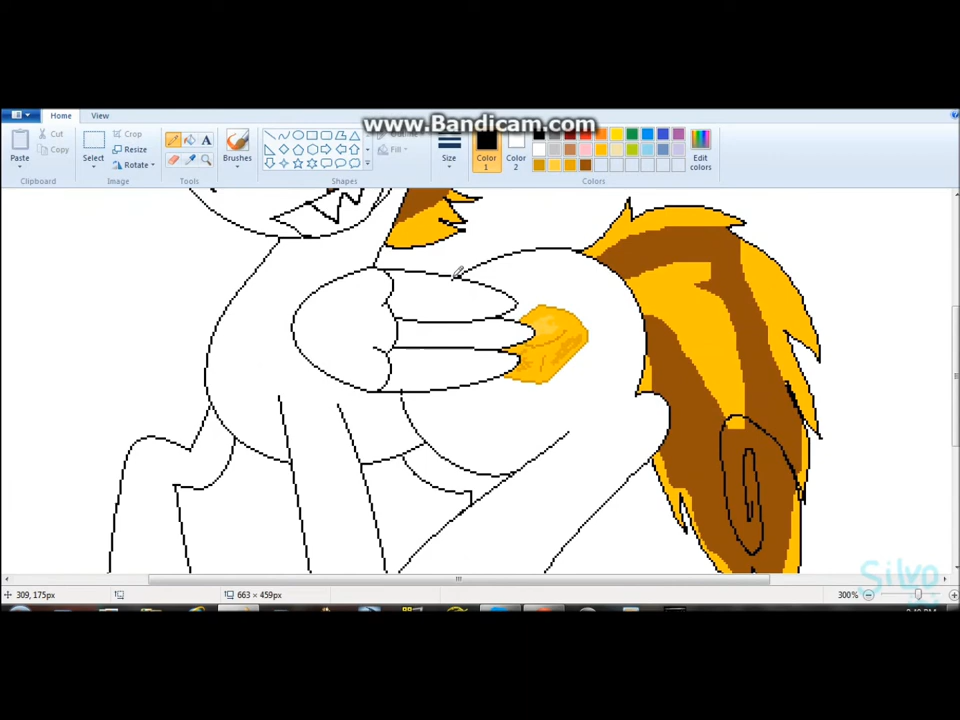 www.Bandicam.com
Home View
Paste
Cut
Copy
Clipboard
Select
Crop
Resize
Rotate
Image
A
Tools
Brushes
Fill
Shapes
Size
Color 1
Color 2
Edit colors
Colors
Silvo
309, 175px
663 × 459px
300%